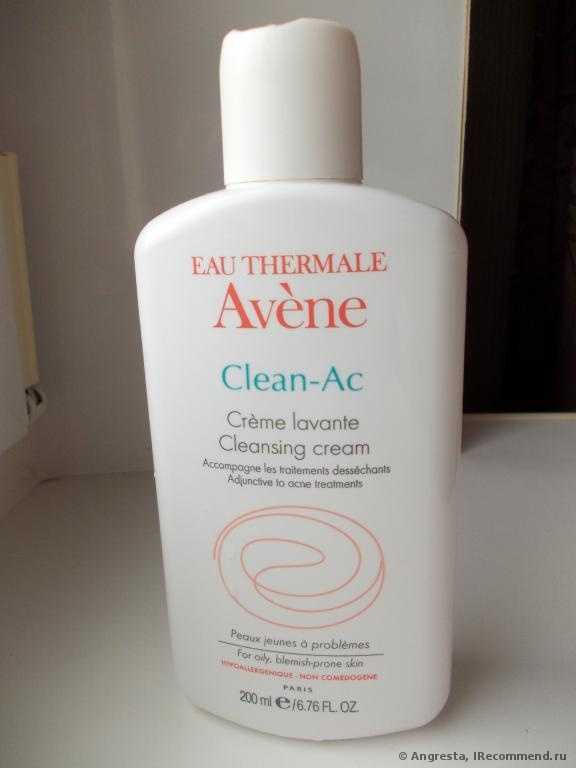 EAU THERMALE
Avène
Clean-Ac
Crème lavante
Cleansing cream
Accompagne les traitements desséchants
Adjunctive to acne treatments
Peaux jeunes à problèmes
For oily, blemish-prone skin
HYPOALLERGENIQUE - NON COMEDOGENE
PARIS
200 ml ℮/6.76 FL. OZ.
© Angresta, IRecommend.ru